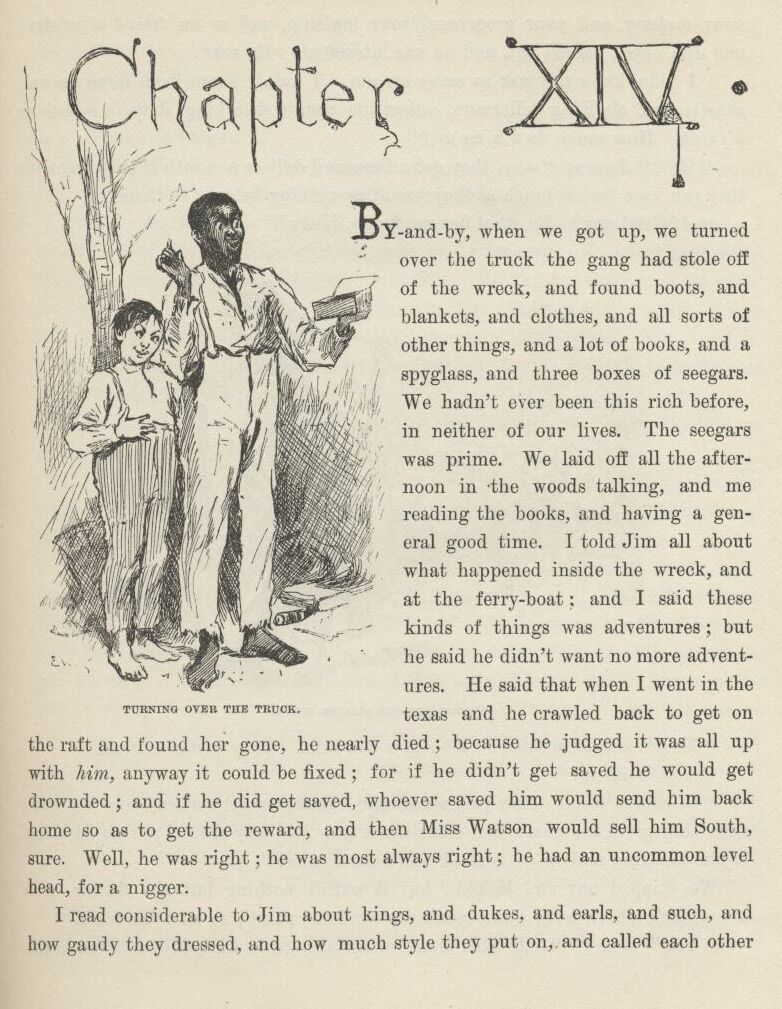 Chapter XIV.
BY-and-by, when we got up, we turned
over the truck the gang had stole off
of the wreck, and found boots, and
blankets, and clothes, and all sorts of
other things, and a lot of books, and a
spyglass, and three boxes of seegars.
We hadn't ever been this rich before,
in neither of our lives. The seegars
was prime. We laid off all the after-
noon in the woods talking, and me
reading the books, and having a gen-
eral good time. I told Jim all about
what happened inside the wreck, and
at the ferry-boat; and I said these
kinds of things was adventures; but
he said he didn't want no more advent-
ures. He said that when I went in the
texas and he crawled back to get on
TURNING OVER THE TRUCK.
the raft and found her gone, he nearly died; because he judged it was all up
with him, anyway it could be fixed; for if he didn't get saved he would get
drownded; and if he did get saved, whoever saved him would send him back
home so as to get the reward, and then Miss Watson would sell him South,
sure. Well, he was right; he was most always right; he had an uncommon level
head, for a nigger.
I read considerable to Jim about kings, and dukes, and earls, and such, and
how gaudy they dressed, and how much style they put on, and called each other